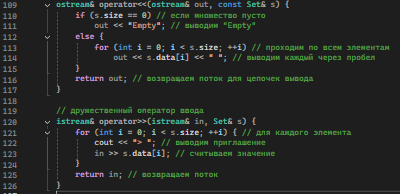 109 ostream& operator<<(ostream& out, const Set& s) {
110 if (s.size == 0) // если множество пусто
111 out << "Empty"; // выводим "Empty"
112 else {
113 for (int i = 0; i < s.size; ++i) // проходим по всем элементам
114 out << s.data[i] << " "; // выводим каждый через пробел
115 }
116 return out; // возвращаем поток для цепочек вывода
117 }
118
119 // дружественный оператор ввода
120 istream& operator>>(istream& in, Set& s) {
121 for (int i = 0; i < s.size; ++i) { // для каждого элемента
122 cout << "> "; // выводим приглашение
123 in >> s.data[i]; // считываем значение
124 }
125 return in; // возвращаем поток
126 }